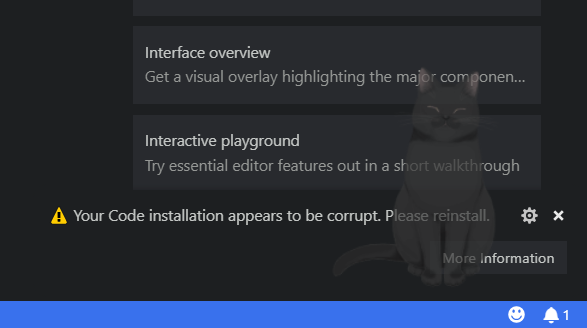 Interface overview
Get a visual overlay highlighting the major componen...
Interactive playground
Try essential editor features out in a short walkthrough
Your Code installation appears to be corrupt. Please reinstall.
More Information
1